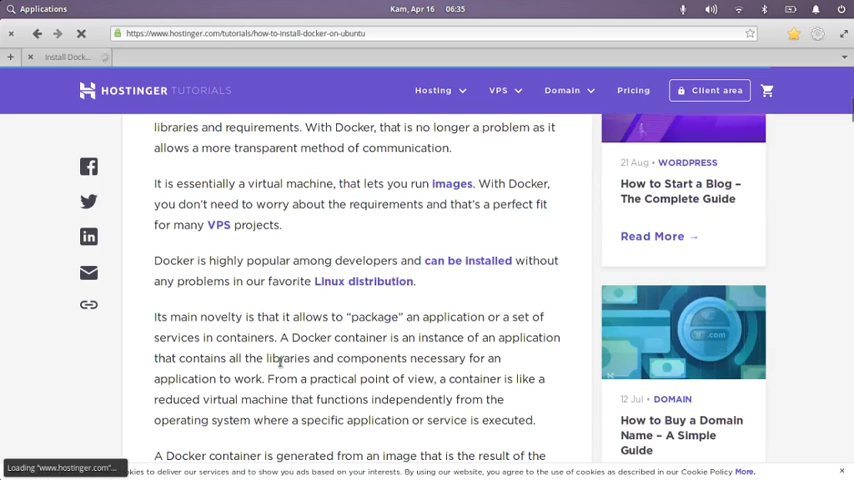 Applications
Kam, Apr 16 06:35
https://www.hostinger.com/tutorials/how-to-install-docker-on-ubuntu
Install Dock...
HOSTINGER TUTORIALS
Hosting
VPS
Domain
Pricing
Client area
libraries and requirements. With Docker, that is no longer a problem as it
allows a more transparent method of communication.
It is essentially a virtual machine, that lets you run images. With Docker,
you don't need to worry about the requirements and that's a perfect fit
for many VPS projects.
Docker is highly popular among developers and can be installed without
any problems in our favorite Linux distribution.
Its main novelty is that it allows to “package” an application or a set of
services in containers. A Docker container is an instance of an application
that contains all the libraries and components necessary for an
application to work. From a practical point of view, a container is like a
reduced virtual machine that functions independently from the
operating system where a specific application or service is executed.
A Docker container is generated from an image that is the result of the
21 Aug • WORDPRESS
How to Start a Blog –
The Complete Guide
Read More →
.com
12 Jul • DOMAIN
How to Buy a Domain
Name – A Simple
Guide
Loading "www.hostinger.com"...
okies to deliver our services and to show you ads based on your interests. By using our website, you agree to the use of cookies as described in our Cookie Policy More.